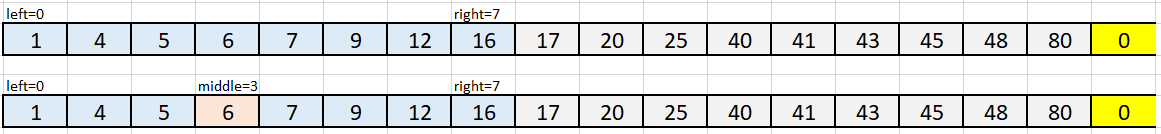 left=0 right=7
1 4 5 6 7 9 12 16 17 20 25 40 41 43 45 48 80 0
left=0 middle=3 right=7
1 4 5 6 7 9 12 16 17 20 25 40 41 43 45 48 80 0